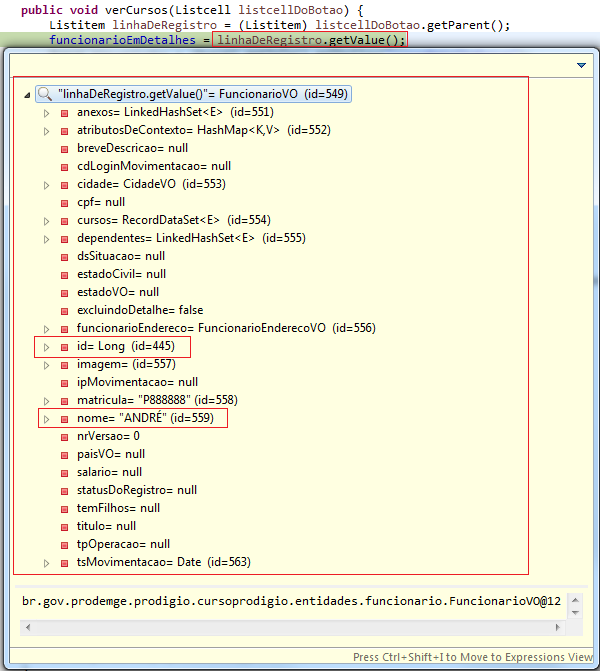 public void verCursos(Listcell listcellDoBotao) {
Listitem linhaDeRegistro = (Listitem) listcellDoBotao.getParent();
funcionarioEmDetalhes = linhaDeRegistro.getValue();
"linhaDeRegistro.getValue()"= FuncionarioVO (id=549)
anexos= LinkedHashSet<E> (id=551)
atributosDeContexto= HashMap<K,V> (id=552)
breveDescricao= null
cdLoginMovimentacao= null
cidade= CidadeVO (id=553)
cpf= null
cursos= RecordDataSet<E> (id=554)
dependentes= LinkedHashSet<E> (id=555)
dsSituacao= null
estadoCivil= null
estadoVO= null
excluindoDetalhe= false
funcionarioEndereco= FuncionarioEnderecoVO (id=556)
id= Long (id=445)
imagem= (id=557)
ipMovimentacao= null
matricula= "P888888" (id=558)
nome= "ANDRÉ" (id=559)
nrVersao= 0
paisVO= null
salario= null
statusDoRegistro= null
temFilhos= null
titulo= null
tpOperacao= null
tsMovimentacao= Date (id=563)
br.gov.prodemge.prodigio.cursoprodigio.entidades.funcionario.FuncionarioVO@12
Press Ctrl+Shift+I to Move to Expressions View